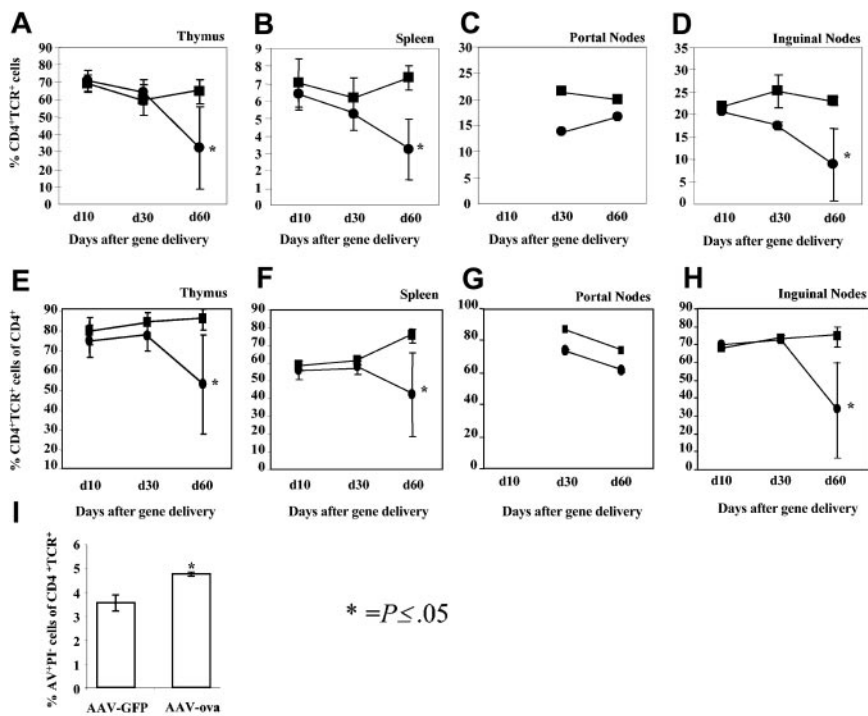 A Thymus
% CD4+TCR+ cells
90
80
70
60
50
40
30
20
10
0
d10 d30 d60
Days after gene delivery
*
B Spleen
9
8
7
6
5
4
3
2
1
0
d10 d30 d60
Days after gene delivery
*
C Portal Nodes
30
25
20
15
10
5
0
d10 d30 d60
Days after gene delivery
D Inguinal Nodes
35
30
25
20
15
10
5
0
d10 d30 d60
Days after gene delivery
*
E Thymus
% CD4+TCR+ cells of CD4+
90
80
70
60
50
40
30
20
10
d10 d30 d60
Days after gene delivery
*
F Spleen
90
80
70
60
50
40
30
20
10
0
d10 d30 d60
Days after gene delivery
*
G Portal Nodes
100
80
60
40
20
0
d10 d30 d60
Days after gene delivery
H Inguinal Nodes
90
80
70
60
50
40
30
20
10
0
d10 d30 d60
Days after gene delivery
*
I
% AV+PI- cells of CD4+TCR+
6
5
4
3
2
1
0
*
AAV-GFP AAV-ova
* =P≤.05